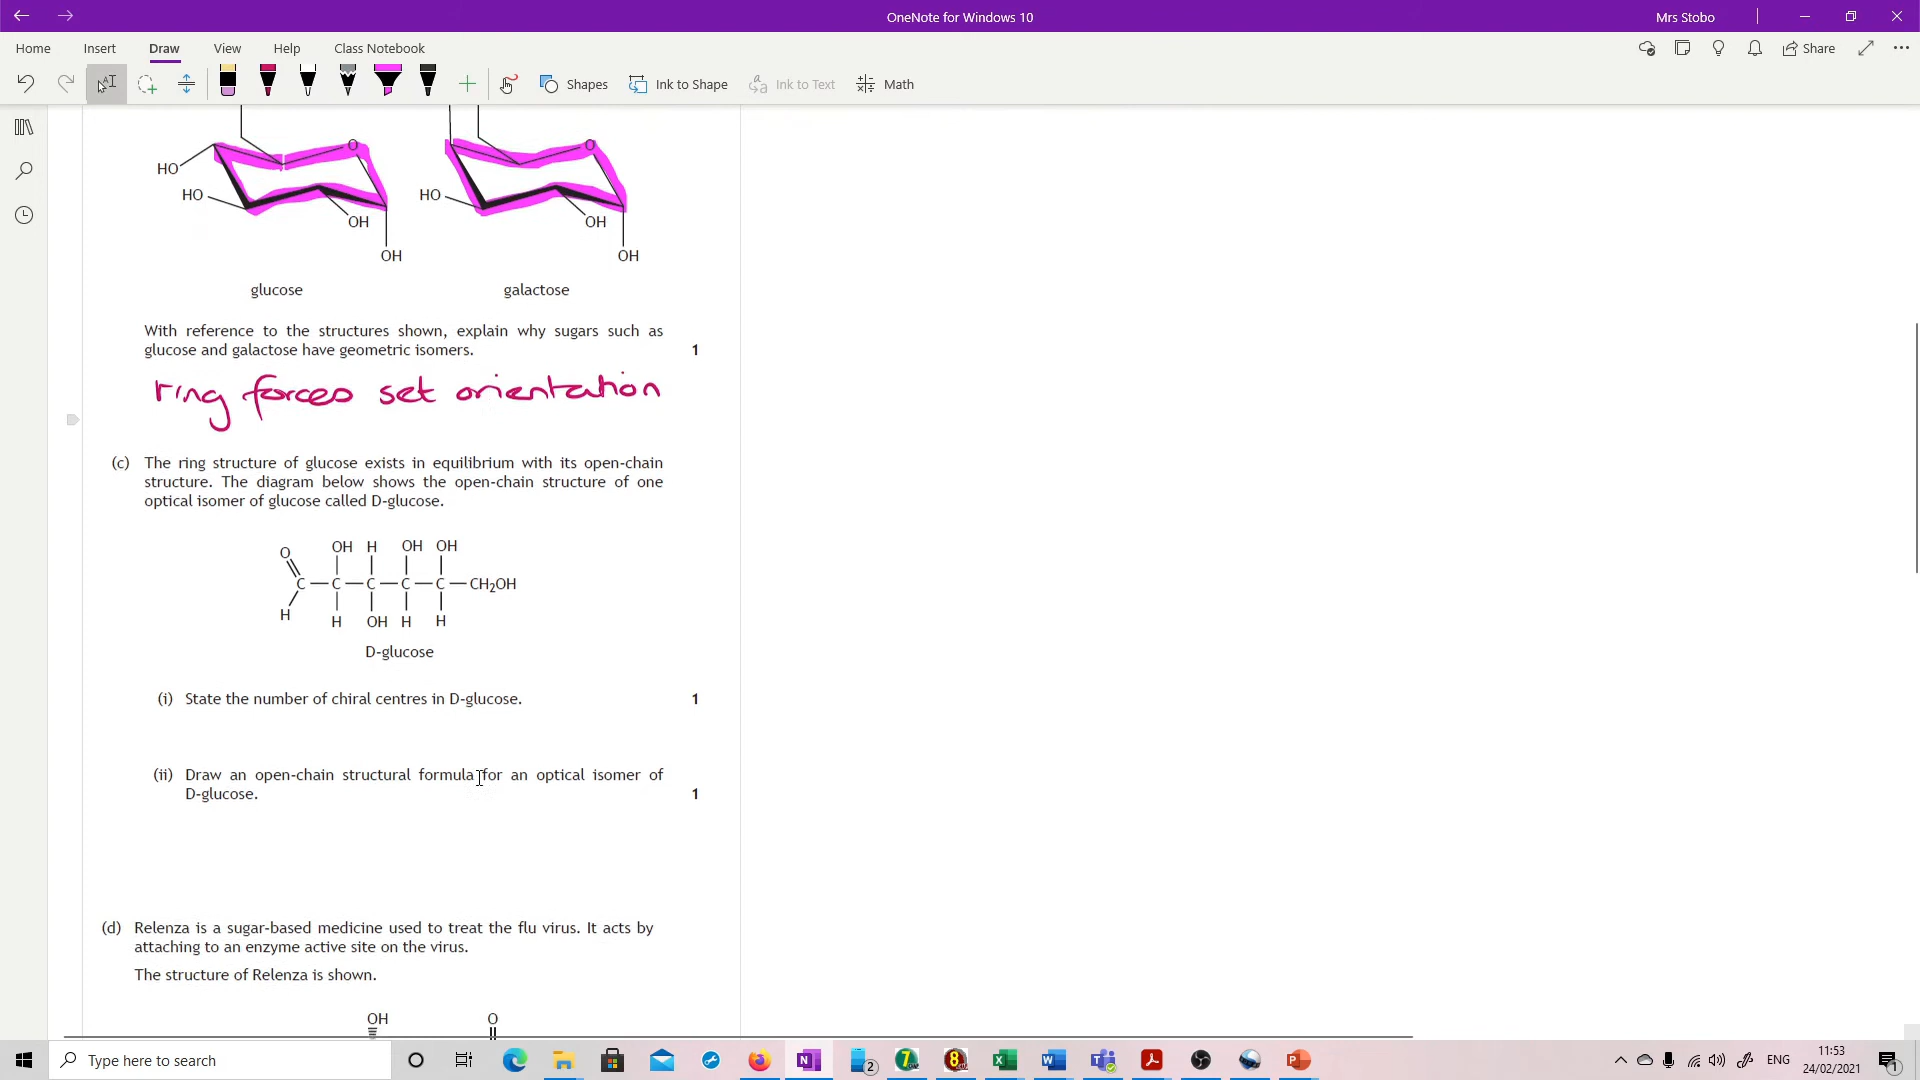 OneNote for Windows 10
Mrs Stobo
Home Insert Draw View Help Class Notebook
Share
Shapes Ink to Shape Ink to Text Math
O O
HO
HO HO
OH OH
OH OH
glucose galactose
With reference to the structures shown, explain why sugars such as
glucose and galactose have geometric isomers. 1
ring forces set orientation
(c) The ring structure of glucose exists in equilibrium with its open-chain
structure. The diagram below shows the open-chain structure of one
optical isomer of glucose called D-glucose.
O OH H OH OH
C C C C C CH2OH
H H OH H H
D-glucose
(i) State the number of chiral centres in D-glucose. 1
(ii) Draw an open-chain structural formula for an optical isomer of
D-glucose. 1
(d) Relenza is a sugar-based medicine used to treat the flu virus. It acts by
attaching to an enzyme active site on the virus.
The structure of Relenza is shown.
OH O
Type here to search
2
7
8
ENG
11:53
24/02/2021
1